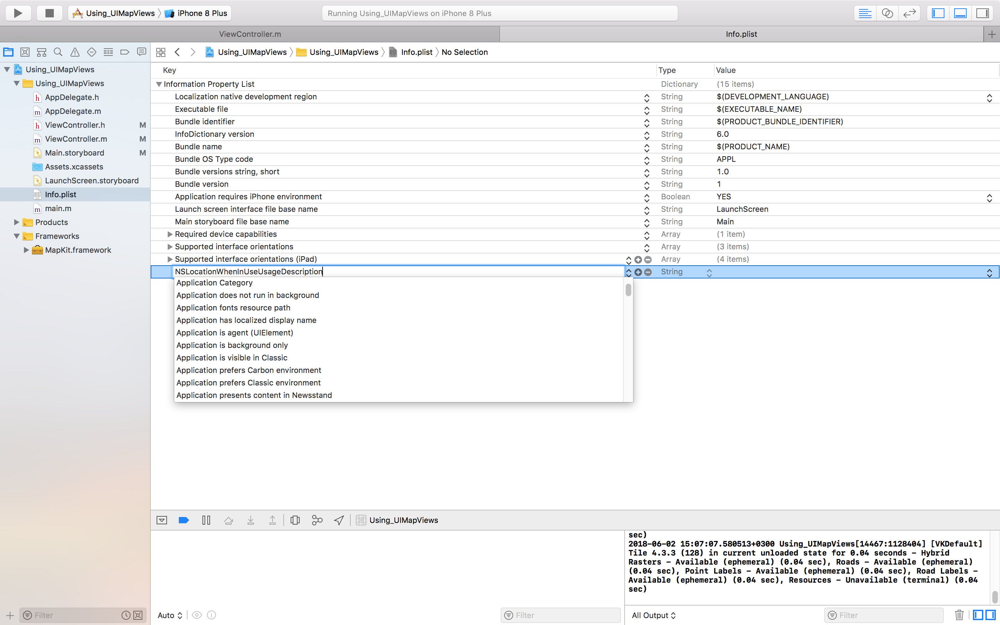 Using_UIMapViews iPhone 8 Plus
Running Using_UIMapViews on iPhone 8 Plus
ViewController.m
Info.plist
Using_UIMapViews Using_UIMapViews Info.plist No Selection
Using_UIMapViews
Using_UIMapViews
AppDelegate.h
AppDelegate.m
ViewController.h M
ViewController.m M
Main.storyboard M
Assets.xcassets
LaunchScreen.storyboard
Info.plist
main.m
Products
Frameworks
MapKit.framework
Filter
Key Type Value
Information Property List Dictionary (15 items)
Localization native development region String $(DEVELOPMENT_LANGUAGE)
Executable file String $(EXECUTABLE_NAME)
Bundle identifier String $(PRODUCT_BUNDLE_IDENTIFIER)
InfoDictionary version String 6.0
Bundle name String $(PRODUCT_NAME)
Bundle OS Type code String APPL
Bundle versions string, short String 1.0
Bundle version String 1
Application requires iPhone environment Boolean YES
Launch screen interface file base name String LaunchScreen
Main storyboard file base name String Main
Required device capabilities Array (1 item)
Supported interface orientations Array (3 items)
Supported interface orientations (iPad) Array (4 items)
NSLocationWhenInUseUsageDescription String
Application Category
Application does not run in background
Application fonts resource path
Application has localized display name
Application is agent (UIElement)
Application is background only
Application is visible in Classic
Application prefers Carbon environment
Application prefers Classic environment
Application presents content in Newsstand
Using_UIMapViews
sec)
2018-06-02 15:07:07.580513+0300 Using_UIMapViews[14467:1128404] [VKDefault]
Tile 4.3.3 (128) in current unloaded state for 0.04 seconds – Hybrid
Rasters – Available (ephemeral) (0.04 sec), Roads – Available (ephemeral)
(0.04 sec), Point Labels – Available (ephemeral) (0.04 sec), Road Labels –
Available (ephemeral) (0.04 sec), Resources – Unavailable (terminal) (0.04
sec)
Auto
Filter
All Output
Filter